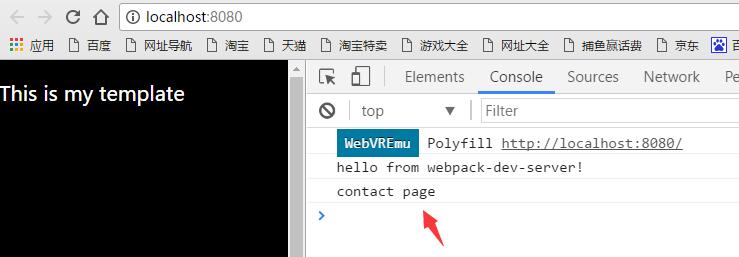 localhost:8080
应用 百度 网址导航 淘宝 天猫 淘宝特卖 游戏大全 网址大全 捕鱼赢话费 京东 百度
This is my template
Elements Console Sources Network Pe
top Filter
WebVREmu Polyfill http://localhost:8080/
hello from webpack-dev-server!
contact page